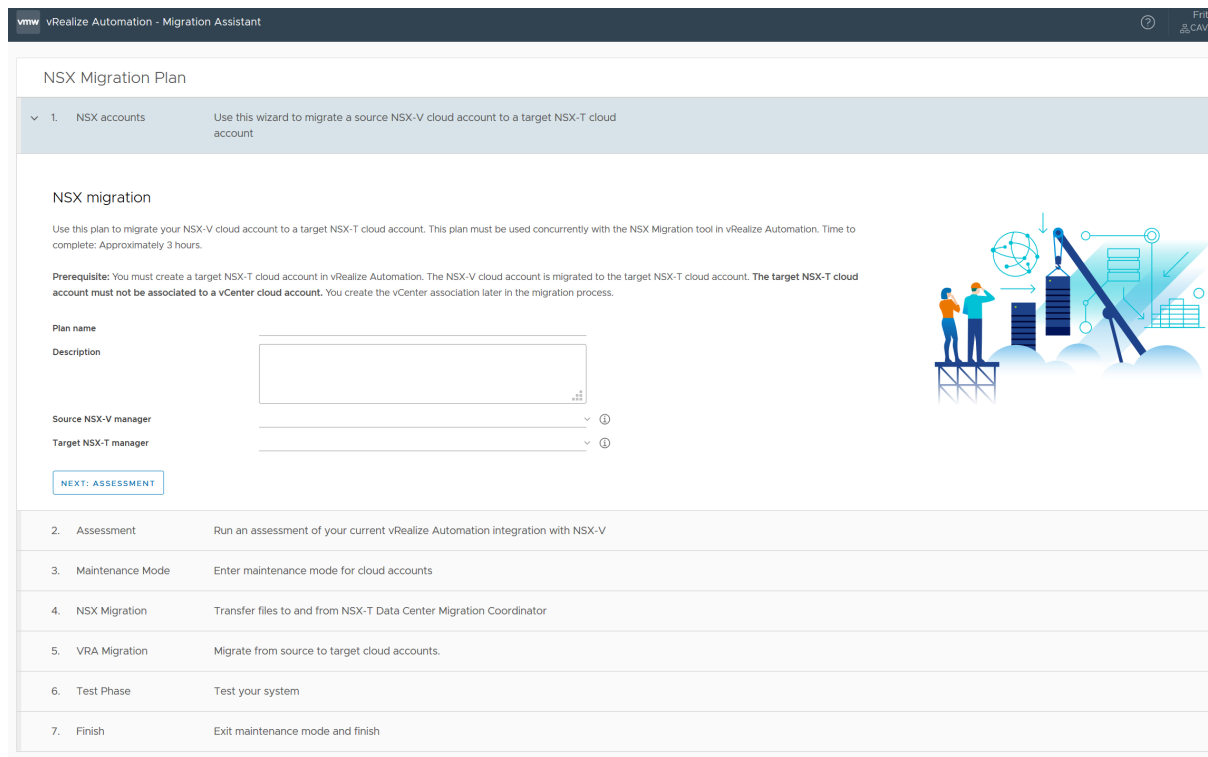 vmw vRealize Automation - Migration Assistant
NSX Migration Plan
1. NSX accounts Use this wizard to migrate a source NSX-V cloud account to a target NSX-T cloud
account
NSX migration
Use this plan to migrate your NSX-V cloud account to a target NSX-T cloud account. This plan must be used concurrently with the NSX Migration tool in vRealize Automation. Time to
complete: Approximately 3 hours.
Prerequisite: You must create a target NSX-T cloud account in vRealize Automation. The NSX-V cloud account is migrated to the target NSX-T cloud account. The target NSX-T cloud
account must not be associated to a vCenter cloud account. You create the vCenter association later in the migration process.
Plan name
Description
Source NSX-V manager
Target NSX-T manager
NEXT: ASSESSMENT
2. Assessment Run an assessment of your current vRealize Automation integration with NSX-V
3. Maintenance Mode Enter maintenance mode for cloud accounts
4. NSX Migration Transfer files to and from NSX-T Data Center Migration Coordinator
5. VRA Migration Migrate from source to target cloud accounts.
6. Test Phase Test your system
7. Finish Exit maintenance mode and finish